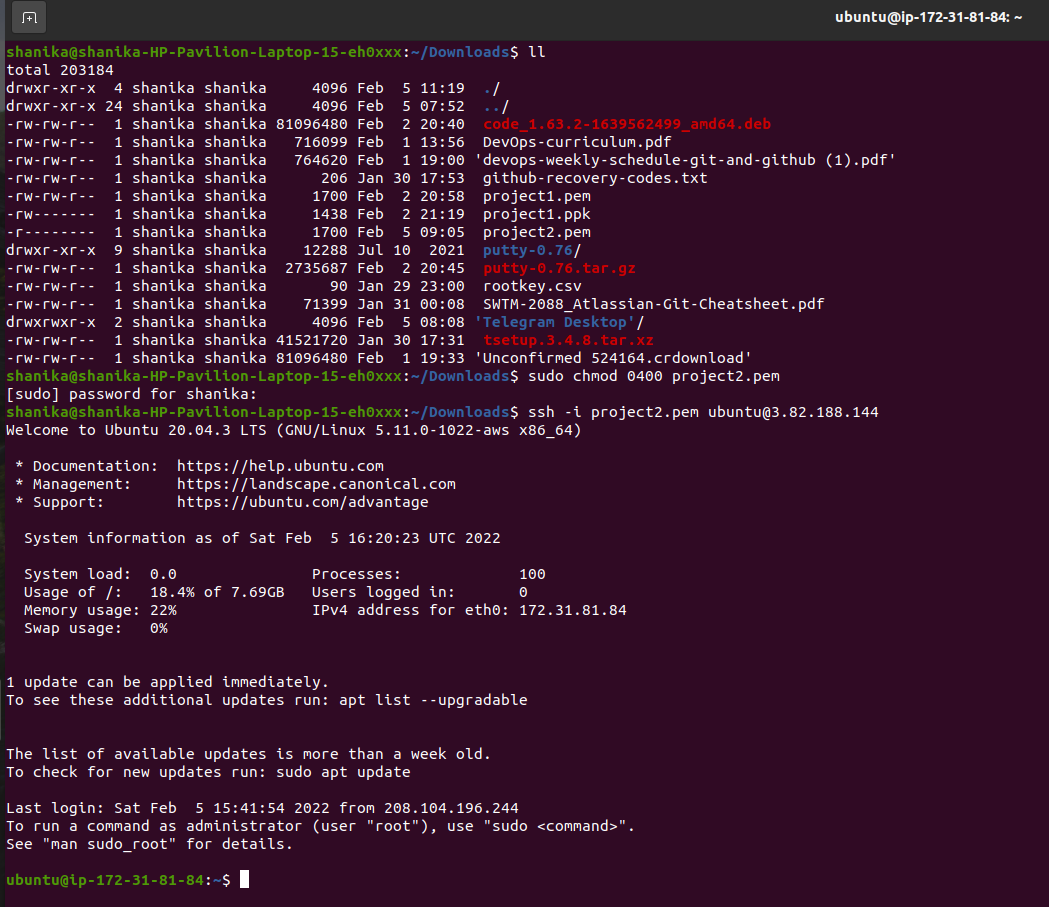 ubuntu@ip-172-31-81-84: ~
shanika@shanika-HP-Pavilion-Laptop-15-eh0xxx:~/Downloads$ ll
total 203184
drwxr-xr-x  4 shanika shanika     4096 Feb  5 11:19  ./
drwxr-xr-x 24 shanika shanika     4096 Feb  5 07:52  ../
-rw-rw-r--  1 shanika shanika 81096480 Feb  2 20:40  code_1.63.2-1639562499_amd64.deb
-rw-rw-r--  1 shanika shanika   716099 Feb  1 13:56  DevOps-curriculum.pdf
-rw-rw-r--  1 shanika shanika   764620 Feb  1 19:00 'devops-weekly-schedule-git-and-github (1).pdf'
-rw-rw-r--  1 shanika shanika      206 Jan 30 17:53  github-recovery-codes.txt
-rw-rw-r--  1 shanika shanika     1700 Feb  2 20:58  project1.pem
-rw-------  1 shanika shanika     1438 Feb  2 21:19  project1.ppk
-r--------  1 shanika shanika     1700 Feb  5 09:05  project2.pem
drwxr-xr-x  9 shanika shanika    12288 Jul 10  2021  putty-0.76/
-rw-rw-r--  1 shanika shanika  2735687 Feb  2 20:45  putty-0.76.tar.gz
-rw-rw-r--  1 shanika shanika       90 Jan 29 23:00  rootkey.csv
-rw-rw-r--  1 shanika shanika    71399 Jan 31 00:08  SWTM-2088_Atlassian-Git-Cheatsheet.pdf
drwxrwxr-x  2 shanika shanika     4096 Feb  5 08:08 'Telegram Desktop'/
-rw-rw-r--  1 shanika shanika 41521720 Jan 30 17:31  tsetup.3.4.8.tar.xz
-rw-rw-r--  1 shanika shanika 81096480 Feb  1 19:33 'Unconfirmed 524164.crdownload'
shanika@shanika-HP-Pavilion-Laptop-15-eh0xxx:~/Downloads$ sudo chmod 0400 project2.pem
[sudo] password for shanika:
shanika@shanika-HP-Pavilion-Laptop-15-eh0xxx:~/Downloads$ ssh -i project2.pem ubuntu@3.82.188.144
Welcome to Ubuntu 20.04.3 LTS (GNU/Linux 5.11.0-1022-aws x86_64)
* Documentation:  https://help.ubuntu.com
* Management:     https://landscape.canonical.com
* Support:        https://ubuntu.com/advantage
System information as of Sat Feb  5 16:20:23 UTC 2022
System load:  0.0               Processes:             100
Usage of /:   18.4% of 7.69GB   Users logged in:       0
Memory usage: 22%               IPv4 address for eth0: 172.31.81.84
Swap usage:   0%
1 update can be applied immediately.
To see these additional updates run: apt list --upgradable
The list of available updates is more than a week old.
To check for new updates run: sudo apt update
Last login: Sat Feb  5 15:41:54 2022 from 208.104.196.244
To run a command as administrator (user "root"), use "sudo <command>".
See "man sudo_root" for details.
ubuntu@ip-172-31-81-84:~$